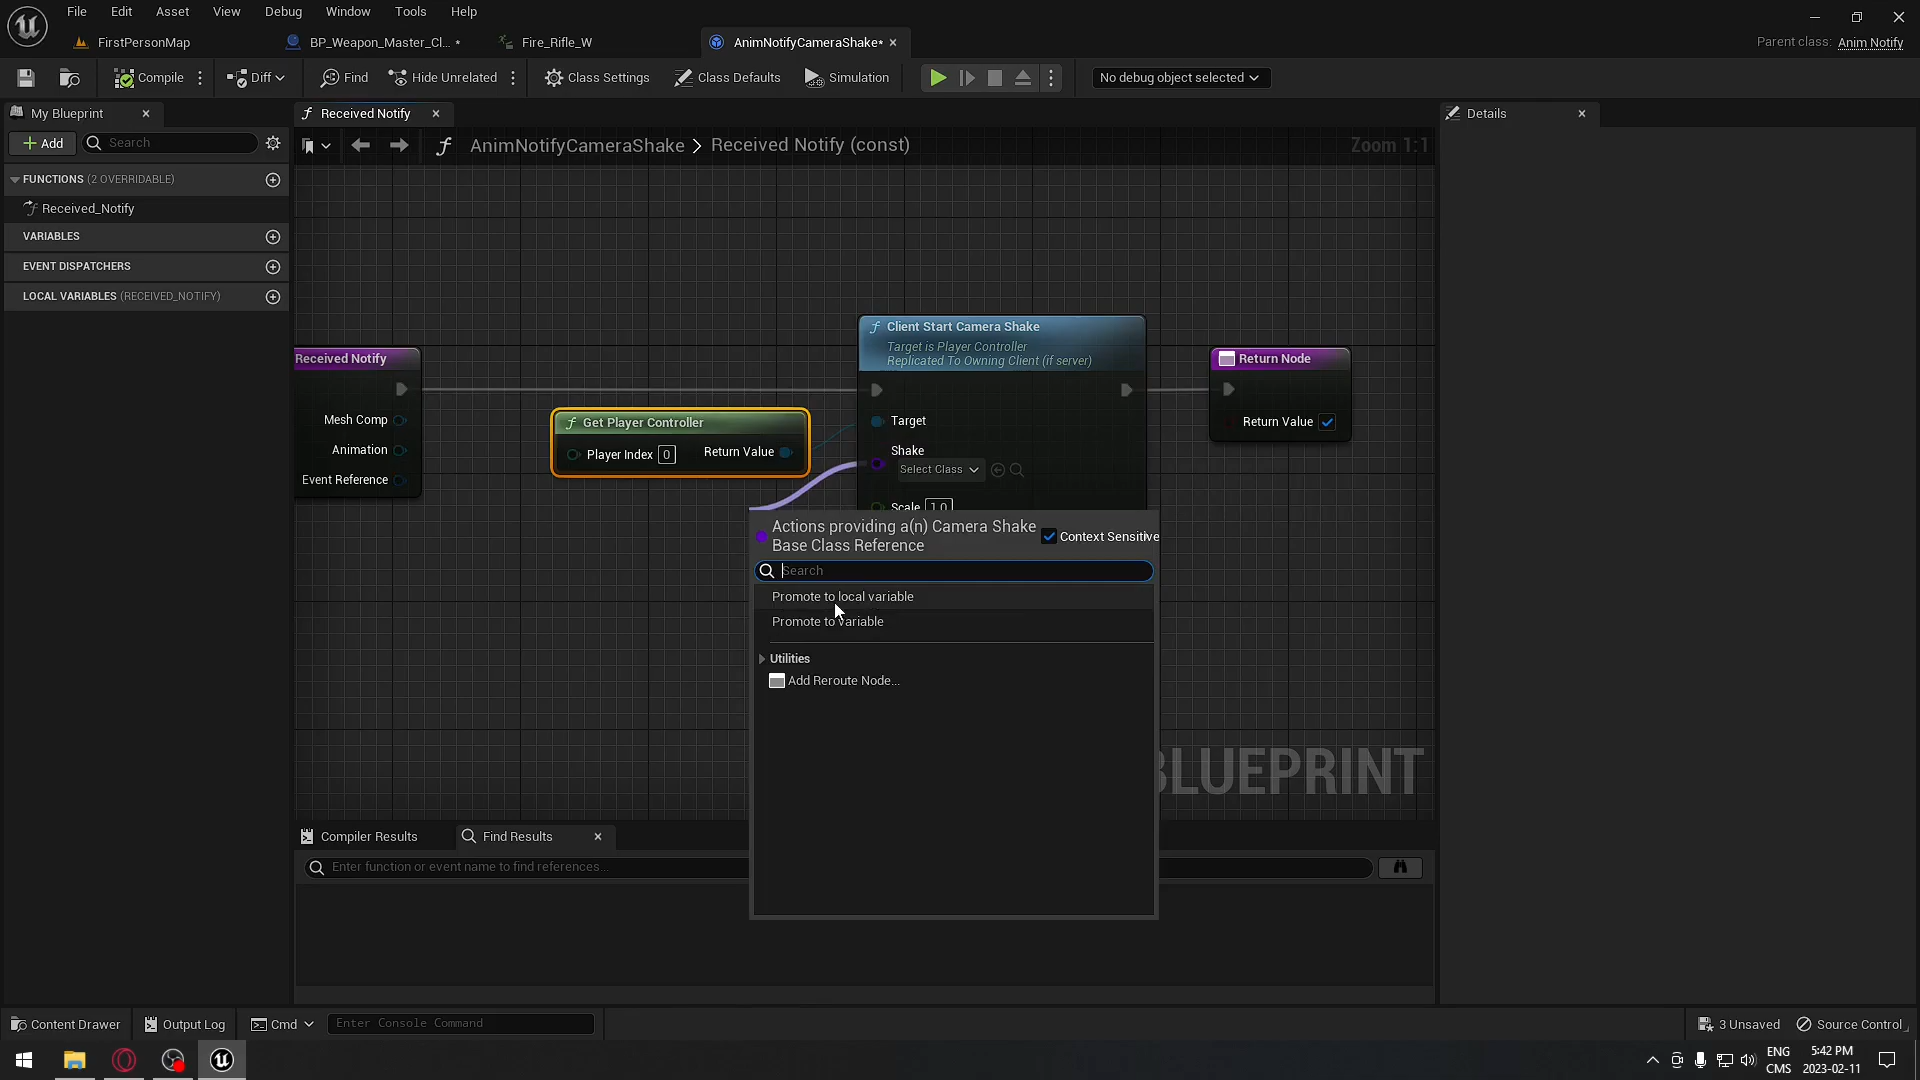 File Edit Asset View Debug Window Tools Help
FirstPersonMap BP_Weapon_Master_Cl... * Fire_Rifle_W AnimNotifyCameraShake* Parent class: Anim Notify
Compile Diff Find Hide Unrelated Class Settings Class Defaults Simulation No debug object selected
My Blueprint Received Notify Details
Add Search AnimNotifyCameraShake > Received Notify (const) Zoom 1:1
FUNCTIONS (2 OVERRIDABLE)
Received_Notify
VARIABLES
EVENT DISPATCHERS
LOCAL VARIABLES (RECEIVED_NOTIFY)
Received Notify
Mesh Comp
Animation
Event Reference
Get Player Controller
Player Index 0 Return Value
Client Start Camera Shake
Target is Player Controller
Replicated To Owning Client (if server)
Target
Shake
Select Class
Scale 1.0
Return Node
Return Value
Actions providing a(n) Camera Shake
Base Class Reference
Context Sensitive
Search
Promote to local variable
Promote to variable
Utilities
Add Reroute Node...
BLUEPRINT
Compiler Results Find Results
Enter function or event name to find references...
Content Drawer Output Log Cmd Enter Console Command 3 Unsaved Source Control
ENG 5:42 PM
CMS 2023-02-11